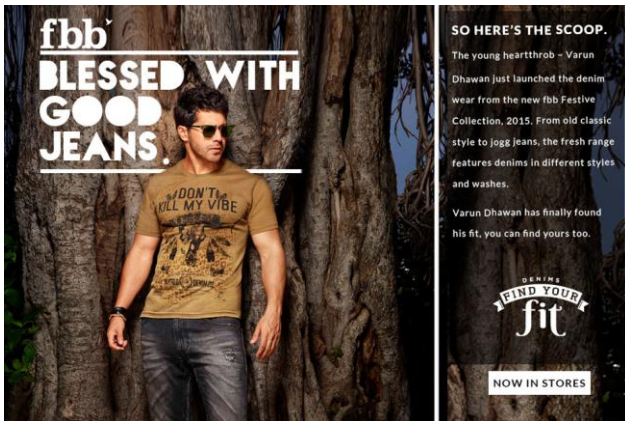 fbb
BLESSED WITH
GOOD
JEANS.
DON'T
KILL MY VIBE
SO HERE'S THE SCOOP.
The young heartthrob – Varun
Dhawan just launched the denim
wear from the new fbb Festive
Collection, 2015. From old classic
style to jogg jeans, the fresh range
features denims in different styles
and washes.
Varun Dhawan has finally found
his fit, you can find yours too.
DENIMS
FIND YOUR
fit
NOW IN STORES